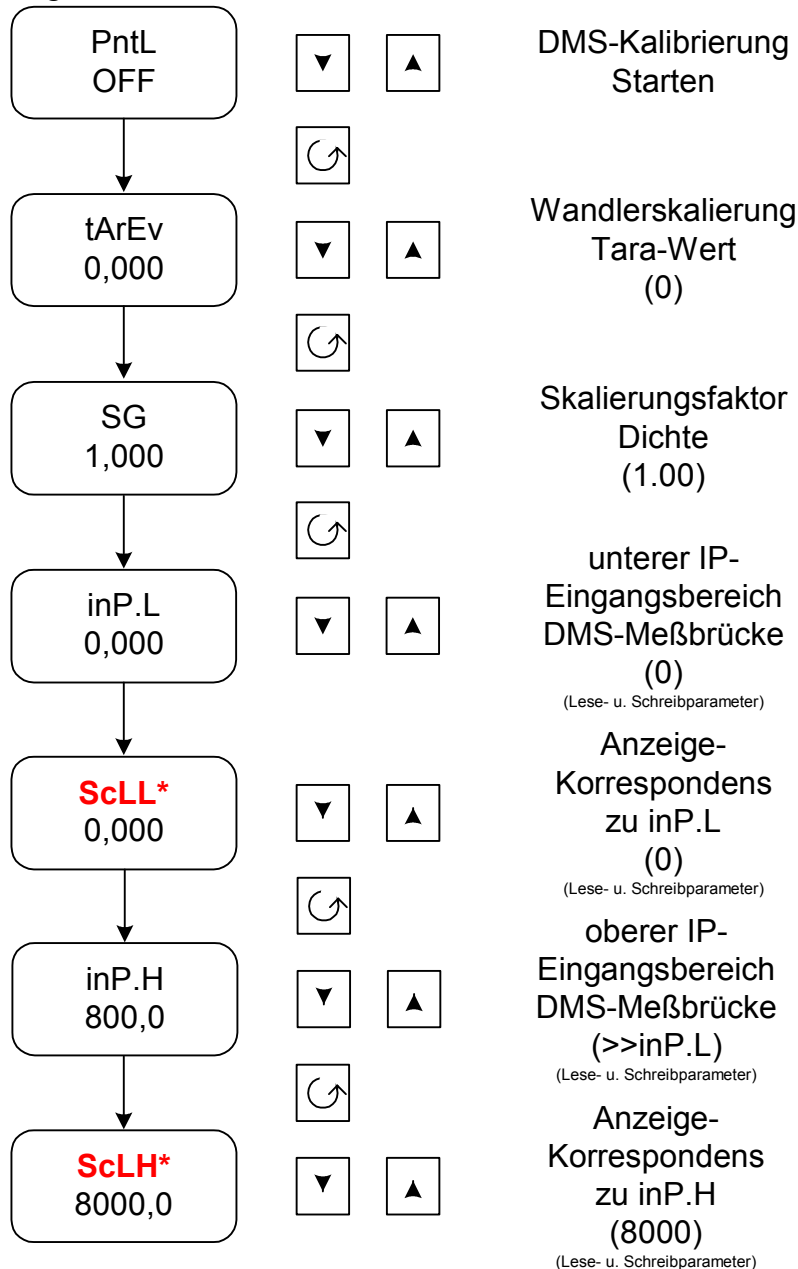 PntL
OFF
DMS-Kalibrierung
Starten
tArEv
0,000
Wandlerskalierung
Tara-Wert
(0)
SG
1,000
Skalierungsfaktor
Dichte
(1.00)
inP.L
0,000
unterer IP-
Eingangsbereich
DMS-Meßbrücke
(0)
(Lese- u. Schreibparameter)
ScLL*
0,000
Anzeige-
Korrespondens
zu inP.L
(0)
(Lese- u. Schreibparameter)
inP.H
800,0
oberer IP-
Eingangsbereich
DMS-Meßbrücke
(>>inP.L)
(Lese- u. Schreibparameter)
ScLH*
8000,0
Anzeige-
Korrespondens
zu inP.H
(8000)
(Lese- u. Schreibparameter)